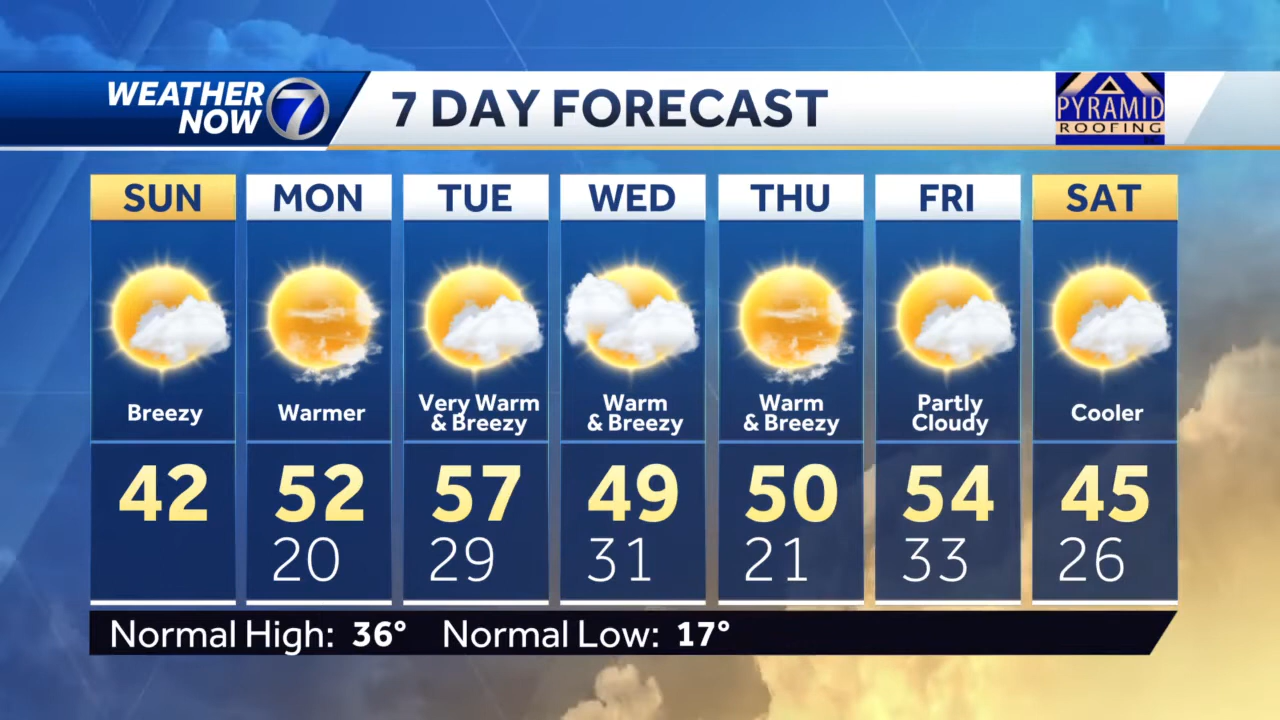 WEATHER
NOW 7
7 DAY FORECAST
PYRAMID
ROOFING
SUN MON TUE WED THU FRI SAT
Breezy
Warmer
Very Warm
& Breezy
Warm
& Breezy
Warm
& Breezy
Partly
Cloudy
Cooler
42 52 57 49 50 54 45
20 29 31 21 33 26
Normal High: 36° Normal Low: 17°